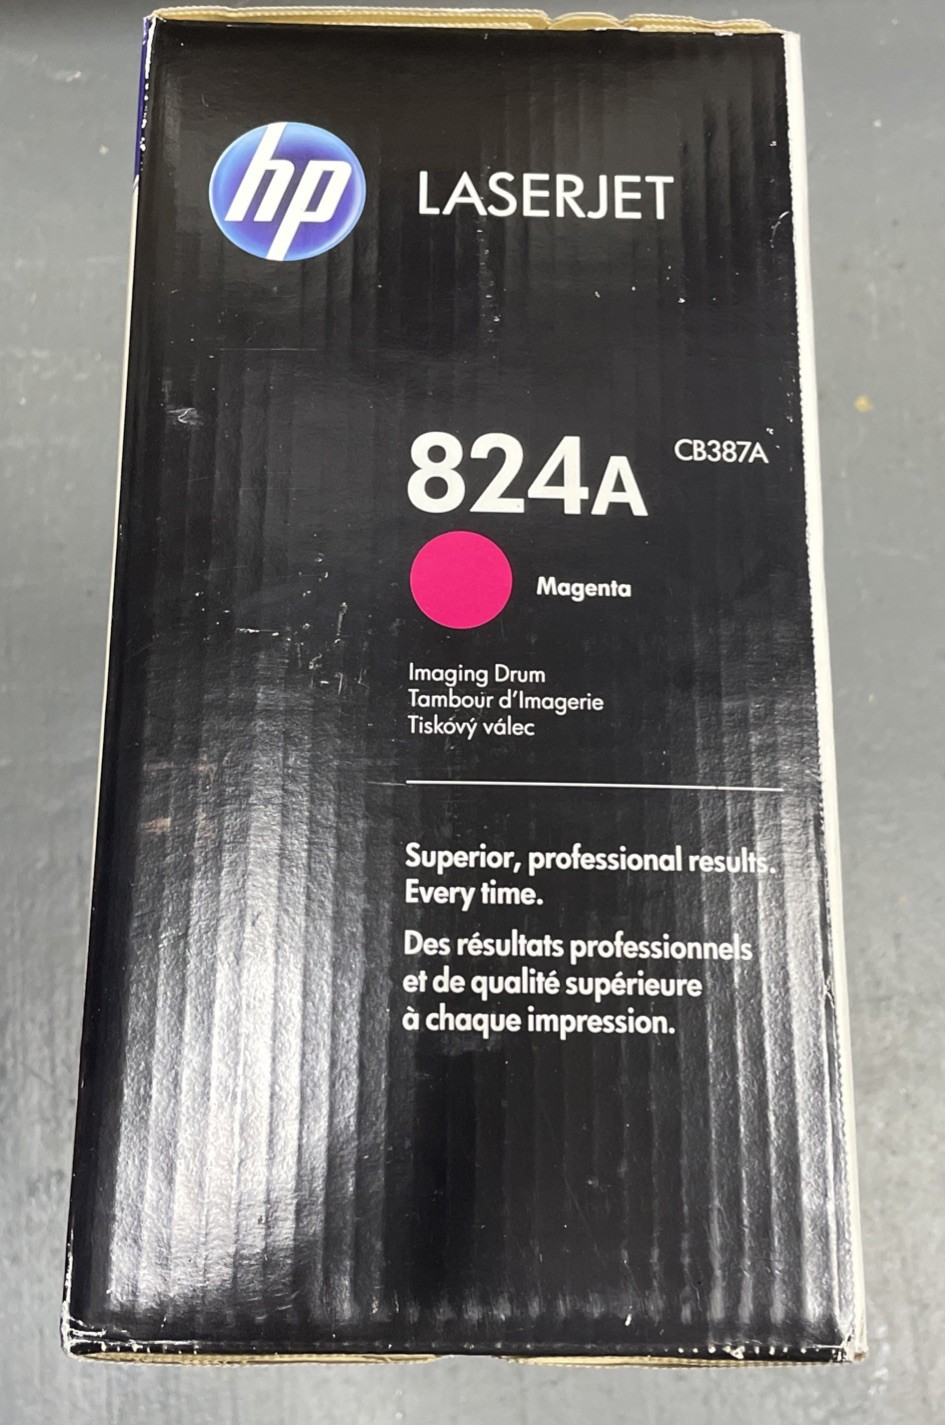 hp LASERJET
824A CB387A
Magenta
Imaging Drum
Tambour d'Imagerie
Tiskóvý válec
Superior, professional results.
Every time.
Des résultats professionnels
et de qualité supérieure
à chaque impression.